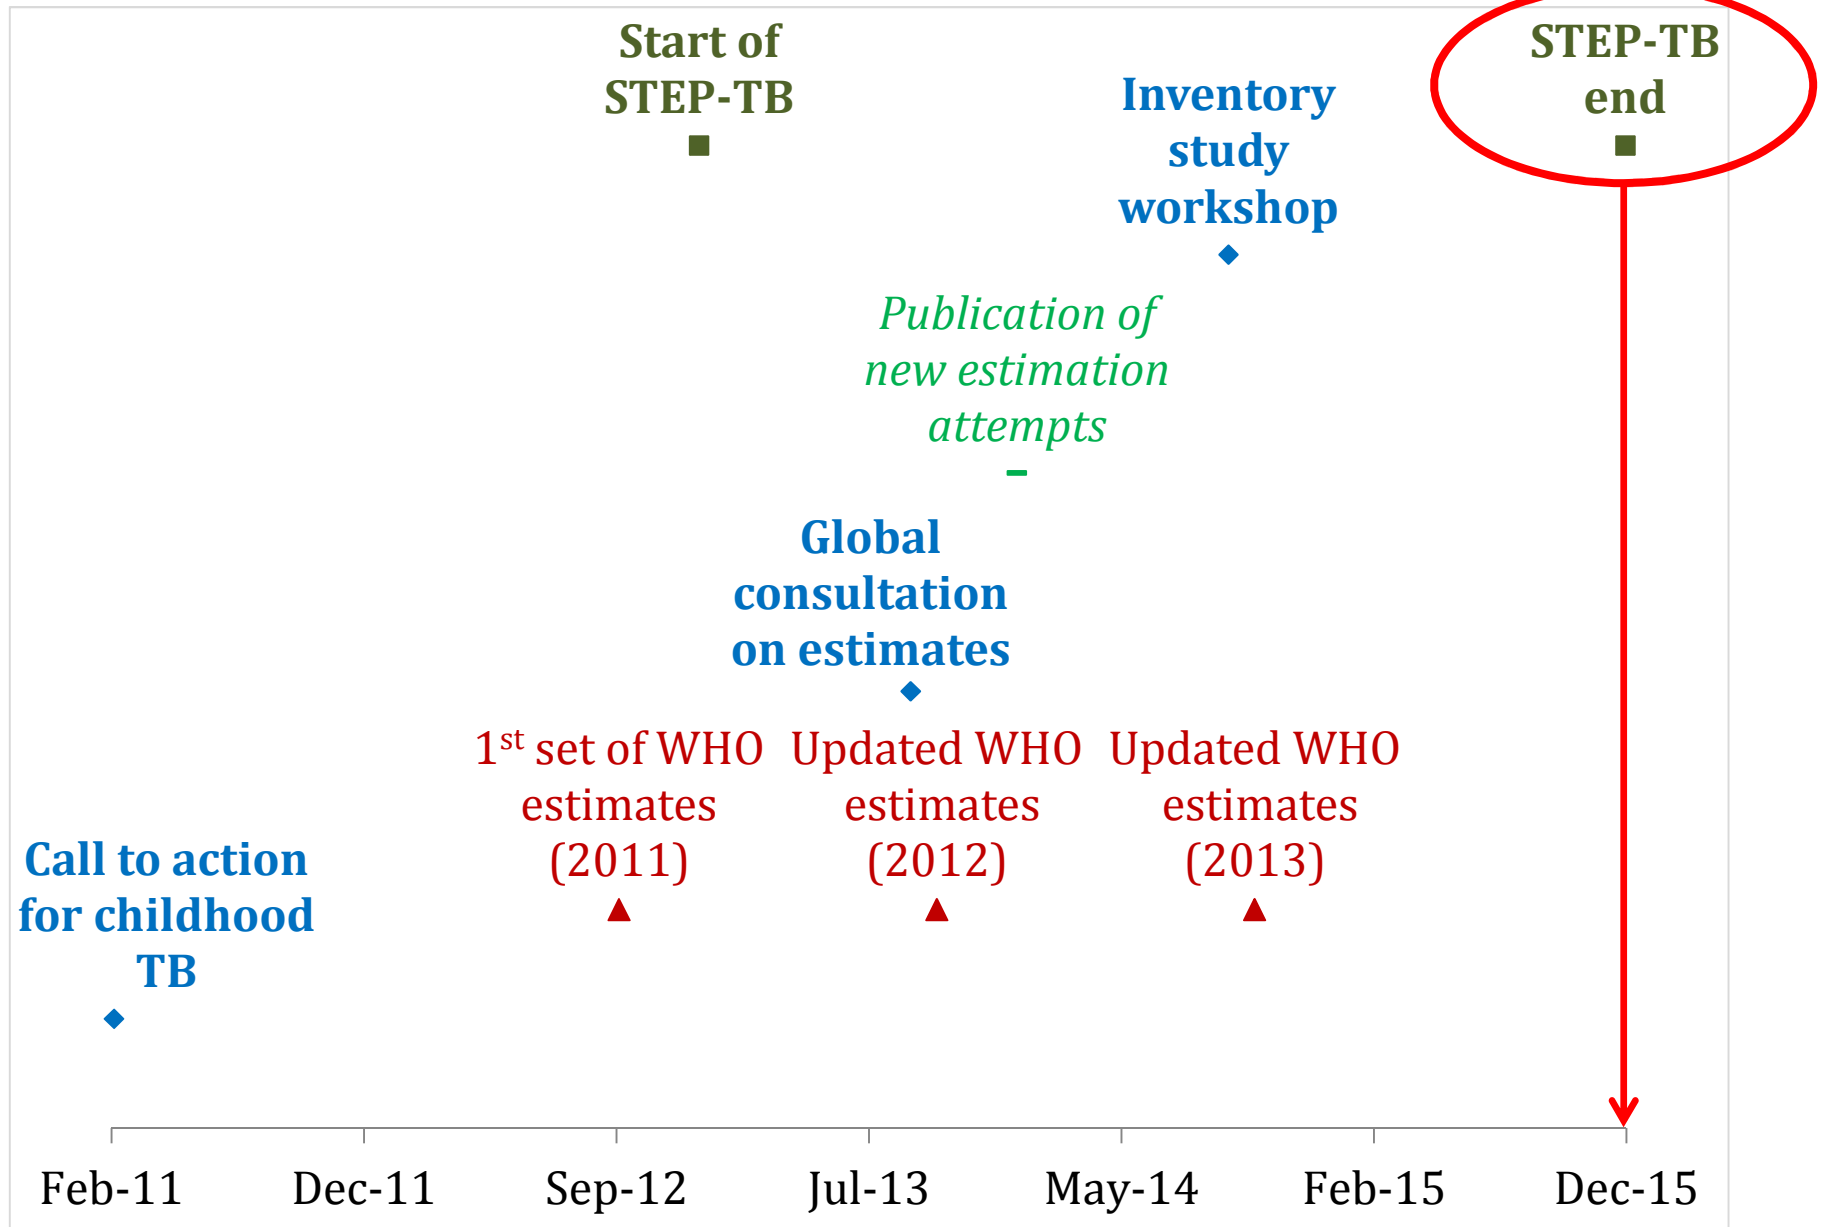 Start of
STEP-TB
STEP-TB
end
Inventory
study
workshop
Publication of
new estimation
attempts
Global
consultation
on estimates
1st set of WHO
estimates
(2011)
Updated WHO
estimates
(2012)
Updated WHO
estimates
(2013)
Call to action
for childhood
TB
Feb-11 Dec-11 Sep-12 Jul-13 May-14 Feb-15 Dec-15